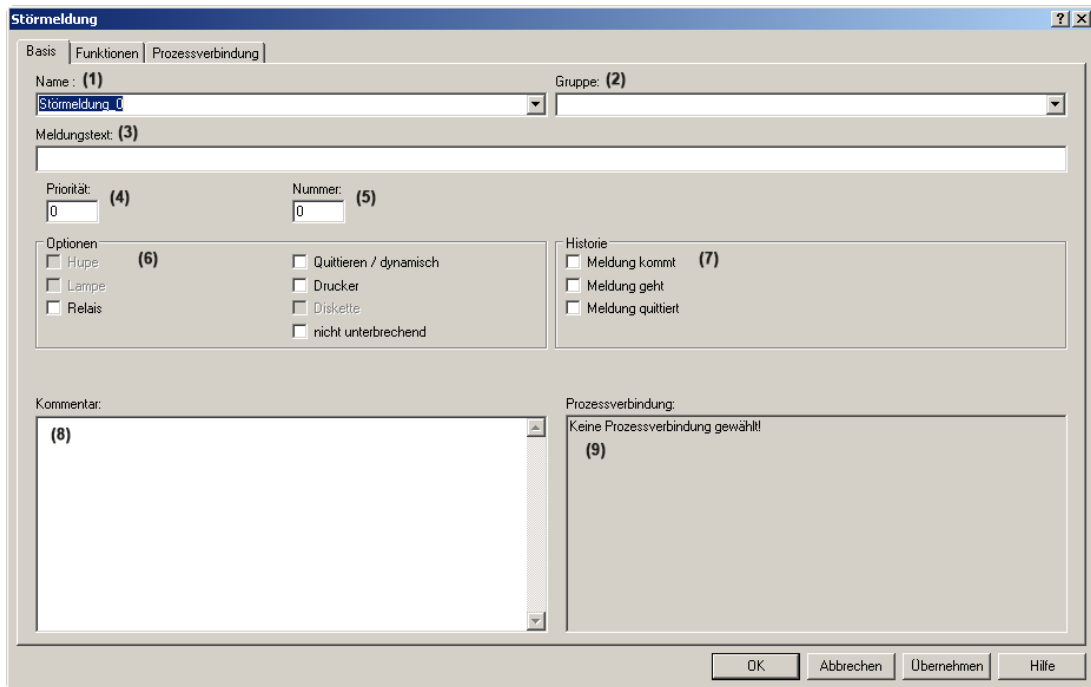 Störmeldung
Basis Funktionen Prozessverbindung
Name : (1) Gruppe: (2)
Störmeldung_0
Meldungstext: (3)
Priorität: (4) Nummer: (5)
0 0
Optionen Historie
Hupe (6) Quittieren / dynamisch Meldung kommt (7)
Lampe Drucker Meldung geht
Relais Diskette Meldung quittiert
nicht unterbrechend
Kommentar: Prozessverbindung:
(8) Keine Prozessverbindung gewählt!
(9)
OK Abbrechen Übernehmen Hilfe